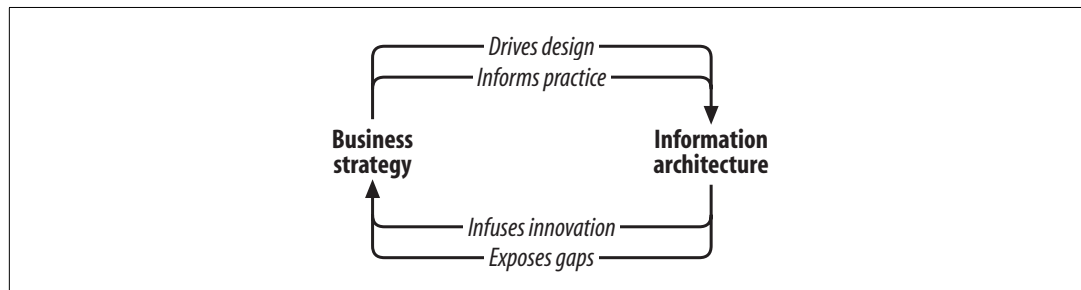 Drives design
Informs practice
Business
strategy
Information
architecture
Infuses innovation
Exposes gaps